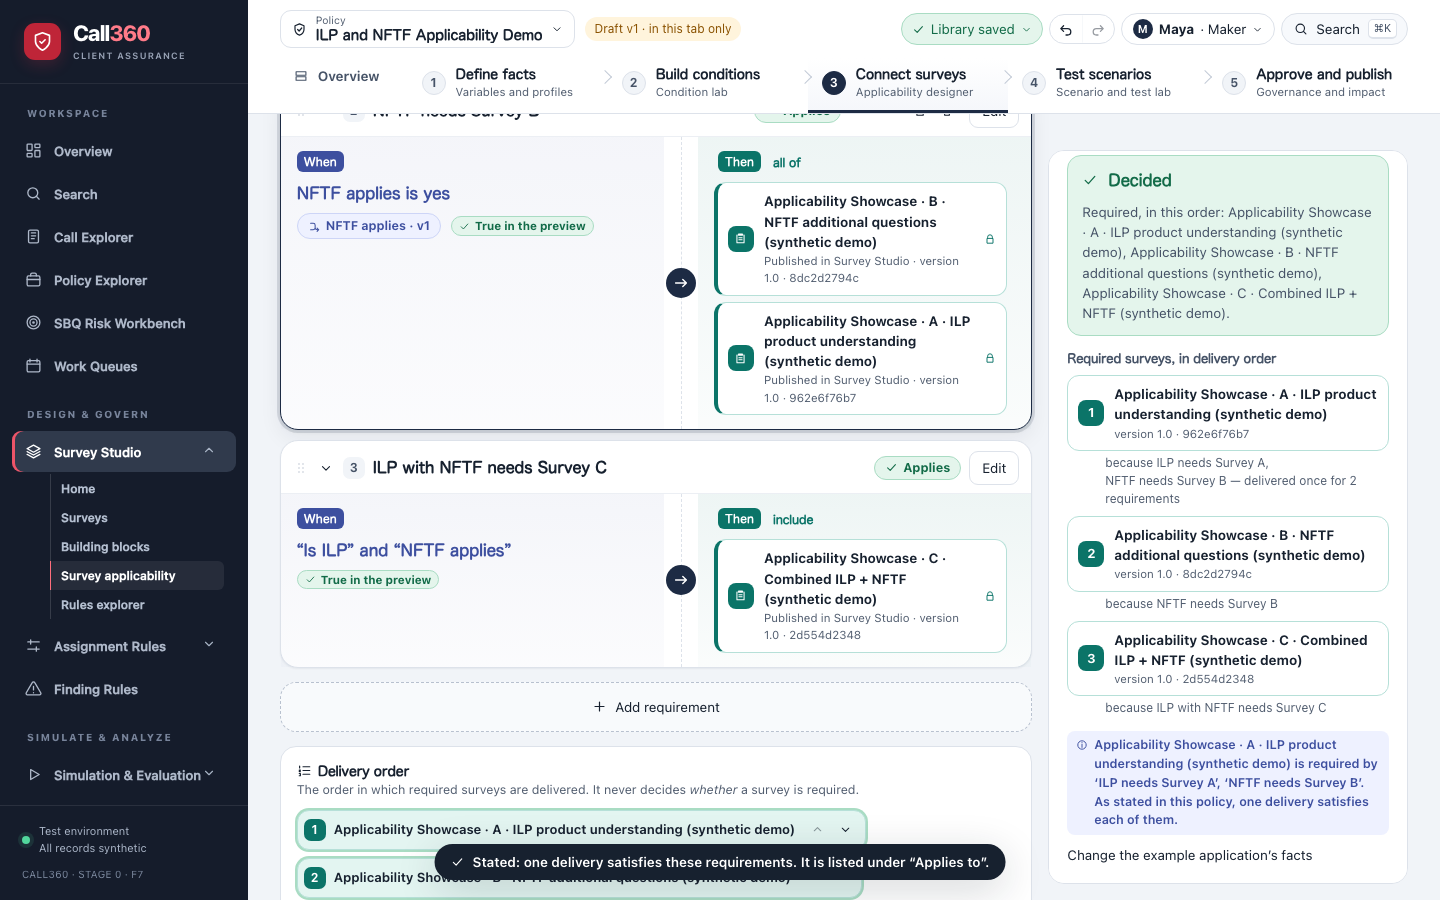 Call360
CLIENT ASSURANCE
WORKSPACE
Overview
Search
Call Explorer
Policy Explorer
SBQ Risk Workbench
Work Queues
DESIGN & GOVERN
Survey Studio
Home
Surveys
Building blocks
Survey applicability
Rules explorer
Assignment Rules
Finding Rules
SIMULATE & ANALYZE
Simulation & Evaluation
Test environment
All records synthetic
CALL360 · STAGE 0 · F7
Policy
ILP and NFTF Applicability Demo
Draft v1 · in this tab only
Library saved
M Maya · Maker
Search ⌘K
Overview
1 Define facts
Variables and profiles
2 Build conditions
Condition lab
3 Connect surveys
Applicability designer
4 Test scenarios
Scenario and test lab
5 Approve and publish
Governance and impact
2 NFTF needs Survey B
Applies
Edit
When
NFTF applies is yes
NFTF applies · v1
True in the preview
Then all of
Applicability Showcase · B ·
NFTF additional questions
(synthetic demo)
Published in Survey Studio · version
1.0 · 8dc2d2794c
Applicability Showcase · A · ILP
product understanding
(synthetic demo)
Published in Survey Studio · version
1.0 · 962e6f76b7
3 ILP with NFTF needs Survey C
Applies
Edit
When
“Is ILP” and “NFTF applies”
True in the preview
Then include
Applicability Showcase · C ·
Combined ILP + NFTF
(synthetic demo)
Published in Survey Studio · version
1.0 · 2d554d2348
+ Add requirement
Delivery order
The order in which required surveys are delivered. It never decides whether a survey is required.
1 Applicability Showcase · A · ILP product understanding (synthetic demo)
2 Applicability Showcase · B · NFTF additional questions (synthetic demo)
Stated: one delivery satisfies these requirements. It is listed under “Applies to”.
Decided
Required, in this order: Applicability Showcase
· A · ILP product understanding (synthetic
demo), Applicability Showcase · B · NFTF
additional questions (synthetic demo),
Applicability Showcase · C · Combined ILP +
NFTF (synthetic demo).
Required surveys, in delivery order
1 Applicability Showcase · A · ILP product
understanding (synthetic demo)
version 1.0 · 962e6f76b7
because ILP needs Survey A,
NFTF needs Survey B — delivered once for 2
requirements
2 Applicability Showcase · B · NFTF
additional questions (synthetic demo)
version 1.0 · 8dc2d2794c
because NFTF needs Survey B
3 Applicability Showcase · C · Combined
ILP + NFTF (synthetic demo)
version 1.0 · 2d554d2348
because ILP with NFTF needs Survey C
Applicability Showcase · A · ILP product
understanding (synthetic demo) is required by
‘ILP needs Survey A’, ‘NFTF needs Survey B’.
As stated in this policy, one delivery satisfies
each of them.
Change the example application’s facts